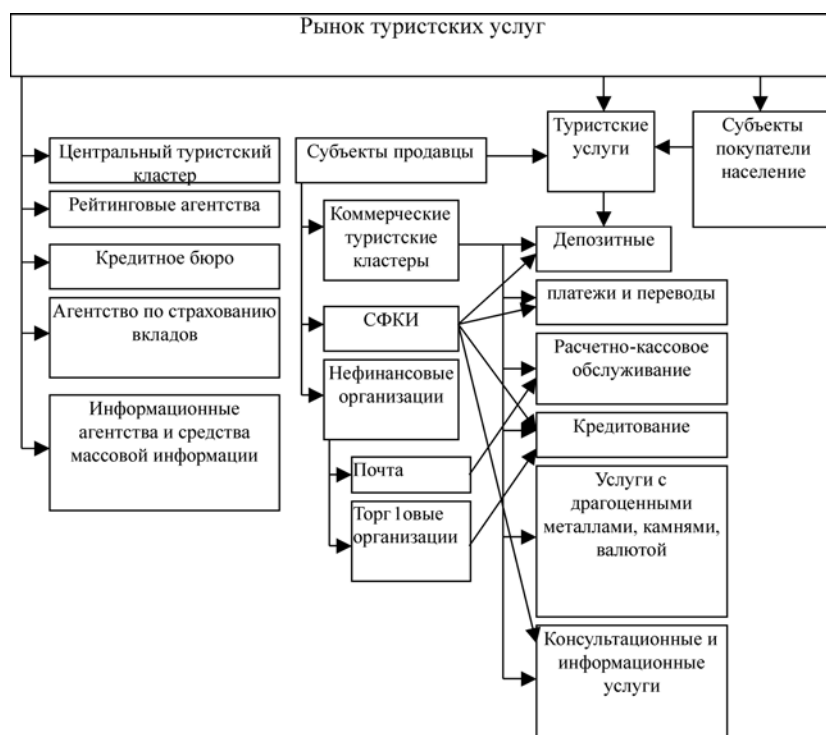 Рынок туристских услуг
Центральный туристский
кластер
Рейтинговые агентства
Кредитное бюро
Агентство по страхованию
вкладов
Информационные
агентства и средства
массовой информации
Субъекты продавцы
Коммерческие
туристские
кластеры
СФКИ
Нефинансовые
организации
Почта
Торг1овые
организации
Туристские
услуги
Субъекты
покупатели
население
Депозитные
платежи и переводы
Расчетно-кассовое
обслуживание
Кредитование
Услуги с
драгоценными
металлами, камнями,
валютой
Консультационные и
информационные
услуги